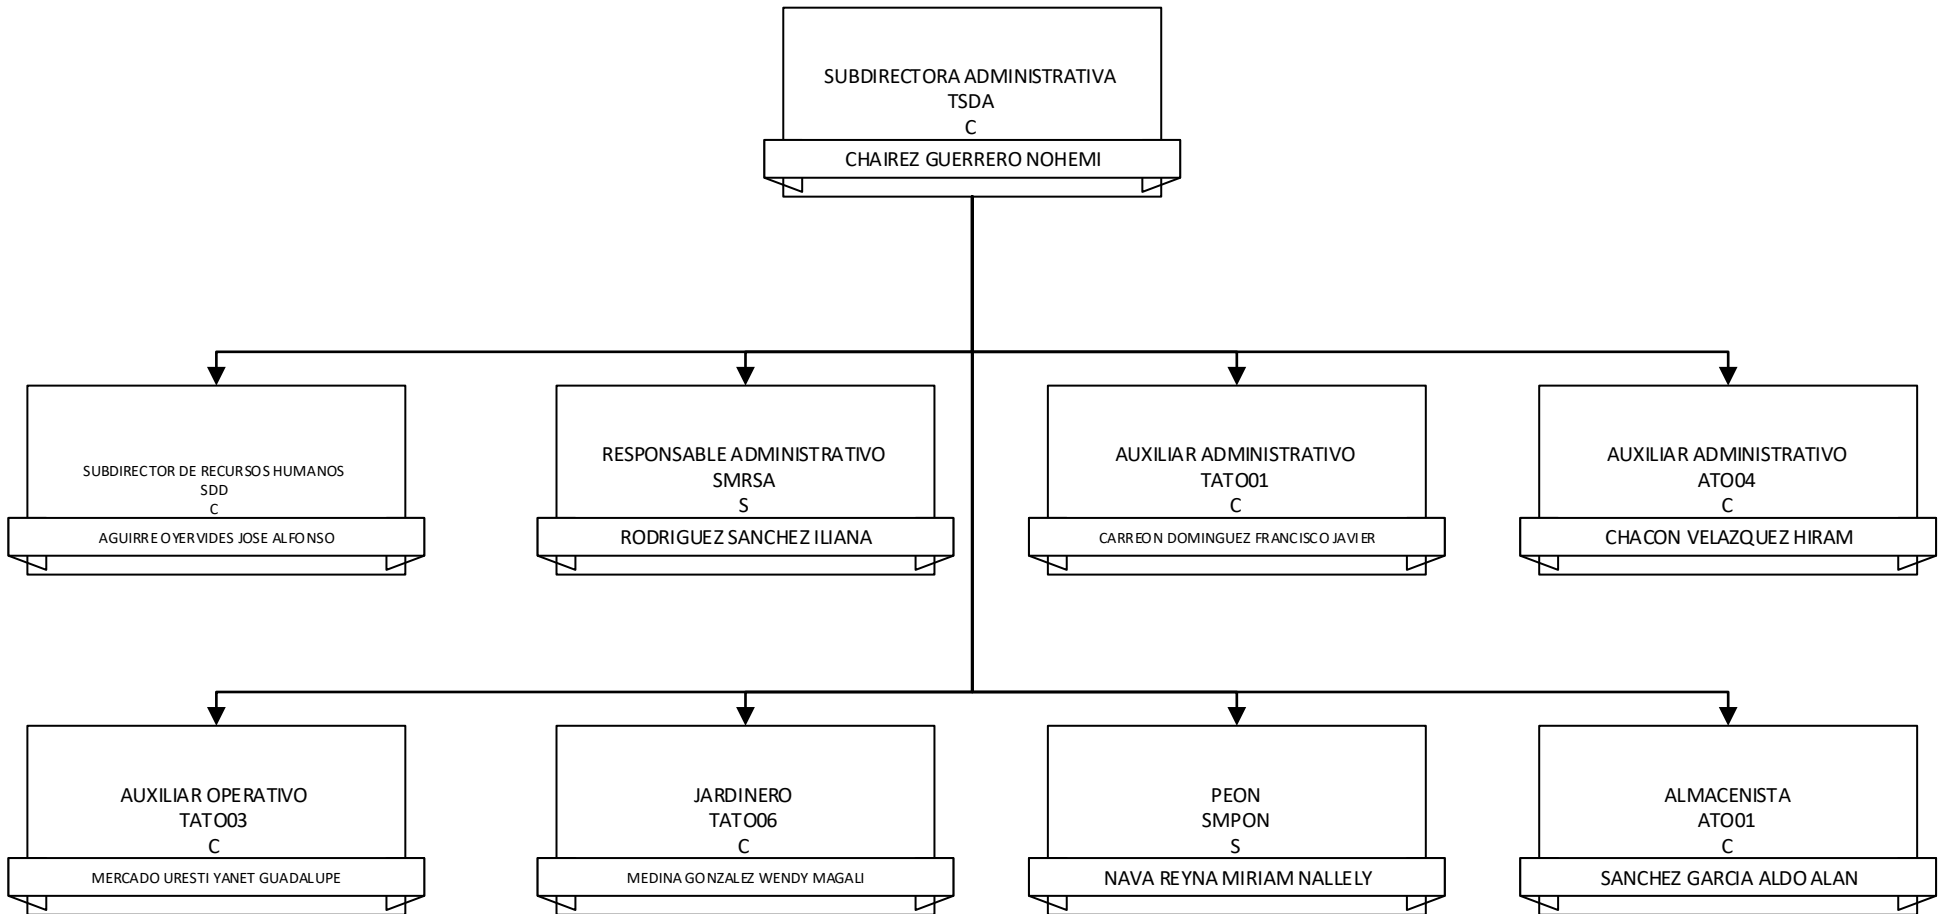 SUBDIRECTORA ADMINISTRATIVA
TSDA
C
CHAIREZ GUERRERO NOHEMI
SUBDIRECTOR DE RECURSOS HUMANOS
SDD
C
AGUIRRE OYERVIDES JOSE ALFONSO
RESPONSABLE ADMINISTRATIVO
SMRSA
S
RODRIGUEZ SANCHEZ ILIANA
AUXILIAR ADMINISTRATIVO
TATO01
C
CARREON DOMINGUEZ FRANCISCO JAVIER
AUXILIAR ADMINISTRATIVO
ATO04
C
CHACON VELAZQUEZ HIRAM
AUXILIAR OPERATIVO
TATO03
C
MERCADO URESTI YANET GUADALUPE
JARDINERO
TATO06
C
MEDINA GONZALEZ WENDY MAGALI
PEON
SMPON
S
NAVA REYNA MIRIAM NALLELY
ALMACENISTA
ATO01
C
SANCHEZ GARCIA ALDO ALAN